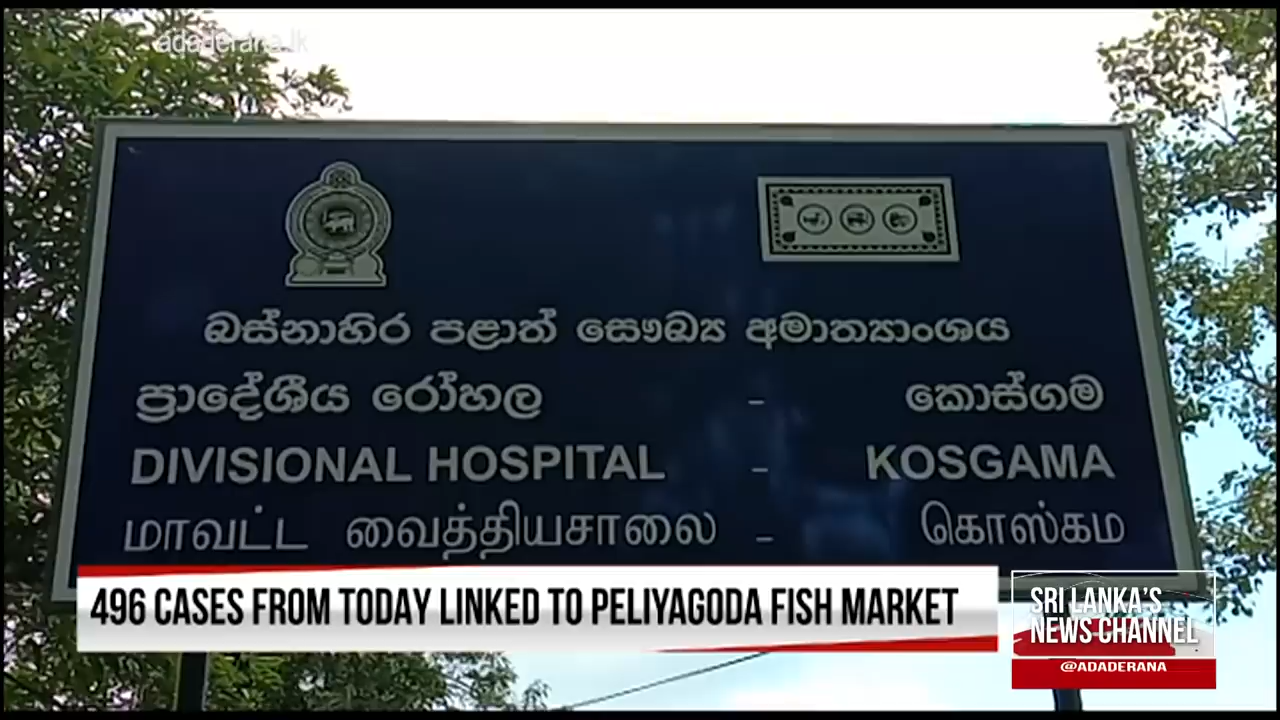 adaderana.lk
බස්නාහිර පළාත් සෞඛ්‍ය අමාත්‍යාංශය
ප්‍රාදේශීය රෝහල - කොස්ගම
DIVISIONAL HOSPITAL - KOSGAMA
மாவட்ட வைத்தியசாலை - கொஸ்கம
496 CASES FROM TODAY LINKED TO PELIYAGODA FISH MARKET
SRI LANKA'S
NEWS CHANNEL
@ADADERANA